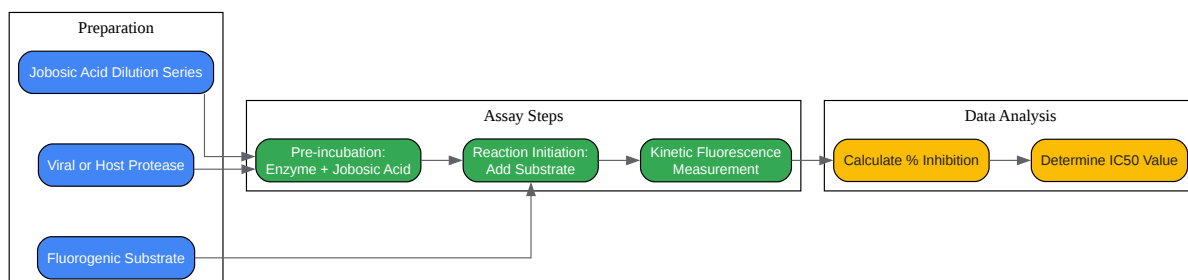 Preparation
Jobosic Acid Dilution Series
Viral or Host Protease
Fluorogenic Substrate
Assay Steps
Pre-incubation:
Enzyme + Jobosic Acid
Reaction Initiation:
Add Substrate
Kinetic Fluorescence
Measurement
Data Analysis
Calculate % Inhibition
Determine IC50 Value